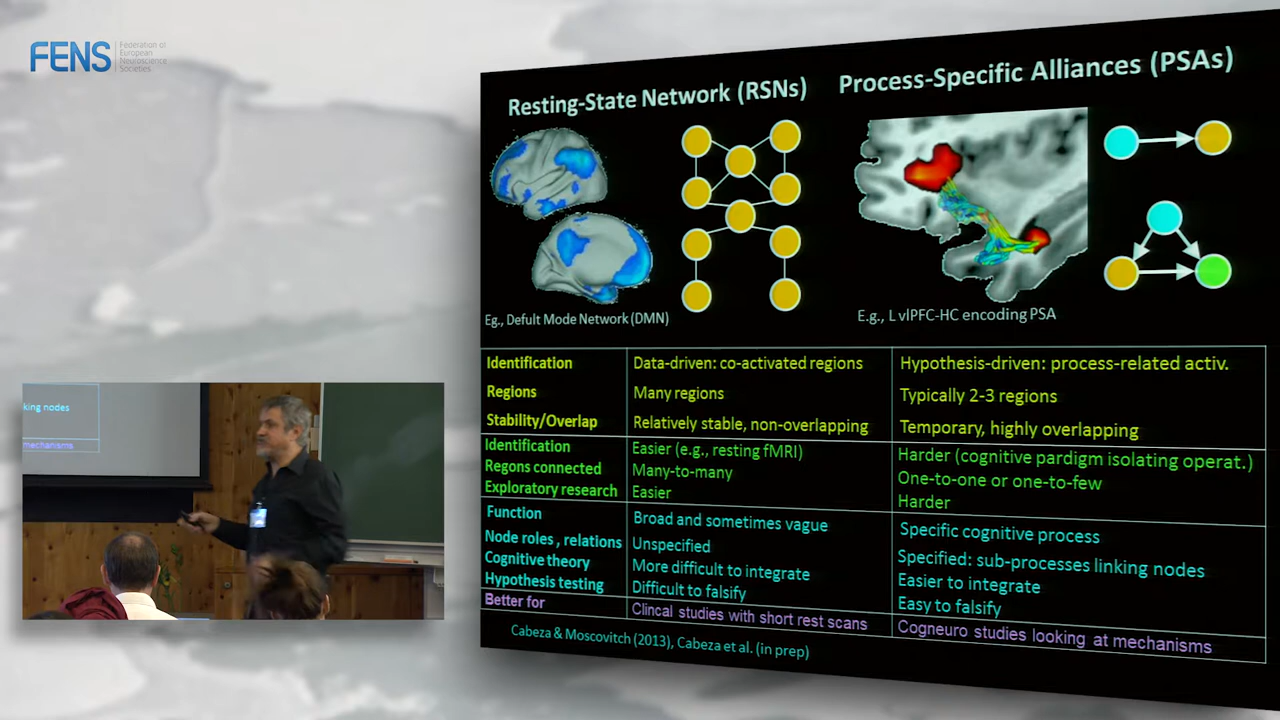 FENS
Federation of
European
Neuroscience
Societies
Resting-State Network (RSNs)
Process-Specific Alliances (PSAs)
Eg., Defult Mode Network (DMN)
E.g., L vlPFC-HC encoding PSA
Identification Data-driven: co-activated regions Hypothesis-driven: process-related activ.
Regions Many regions Typically 2-3 regions
Stability/Overlap Relatively stable, non-overlapping Temporary, highly overlapping
Identification Easier (e.g., resting fMRI) Harder (cognitive pardigm isolating operat.)
Regons connected Many-to-many One-to-one or one-to-few
Exploratory research Easier Harder
Function Broad and sometimes vague Specific cognitive process
Node roles , relations Unspecified Specified: sub-processes linking nodes
Cognitive theory More difficult to integrate Easier to integrate
Hypothesis testing Difficult to falsify Easy to falsify
Better for Clincal studies with short rest scans Cogneuro studies looking at mechanisms
Cabeza & Moscovitch (2013), Cabeza et al. (in prep)
king nodes
mechanisms